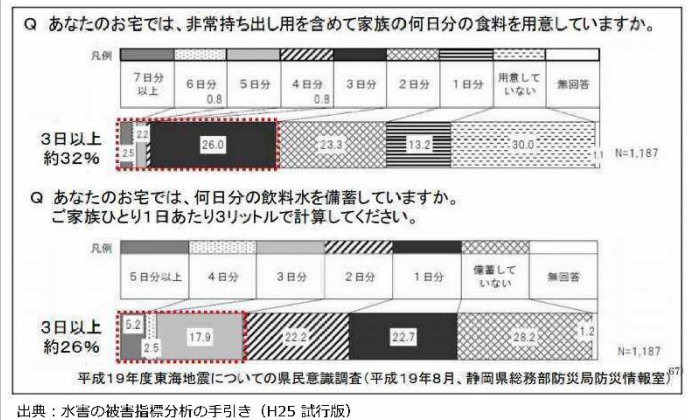 Q あなたのお宅では、非常持ち出し用を含めて家族の何日分の食料を用意していますか。
凡例
7日分以上 6日分 5日分 4日分 3日分 2日分 1日分 用意していない 無回答
0.8 0.8
3日以上
約32%
2.5 2.2 26.0 23.3 13.2 30.0 1.1 N=1,187
Q あなたのお宅では、何日分の飲料水を備蓄していますか。
ご家族ひとり1日あたり3リットルで計算してください。
凡例
5日分以上 4日分 3日分 2日分 1日分 備蓄していない 無回答
3日以上
約26%
5.2 2.5 17.9 22.2 22.7 28.2 1.2 N=1,187
平成19年度東海地震についての県民意識調査(平成19年8月、静岡県総務部防災局防災情報室)67)
出典:水害の被害指標分析の手引き(H25 試行版)